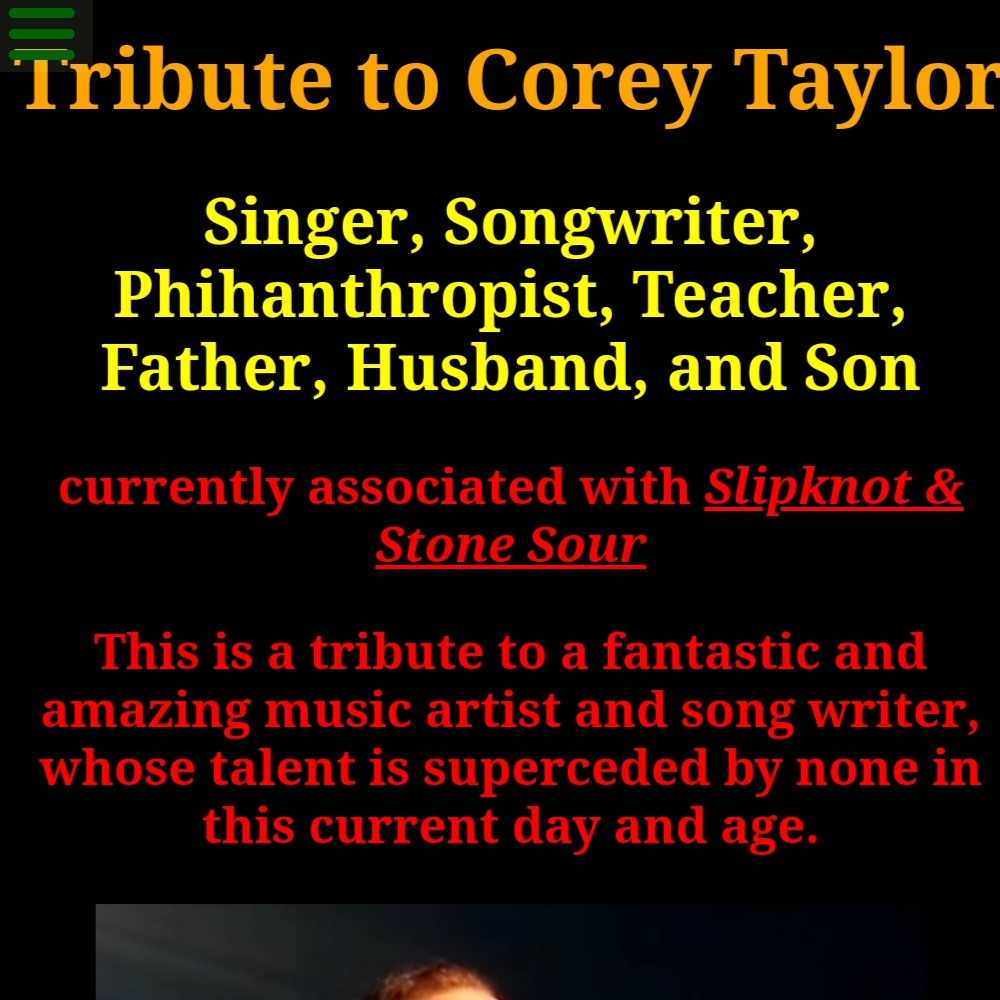 Tribute to Corey Taylor
Singer, Songwriter,
Phihanthropist, Teacher,
Father, Husband, and Son
currently associated with Slipknot &
Stone Sour
This is a tribute to a fantastic and
amazing music artist and song writer,
whose talent is superceded by none in
this current day and age.